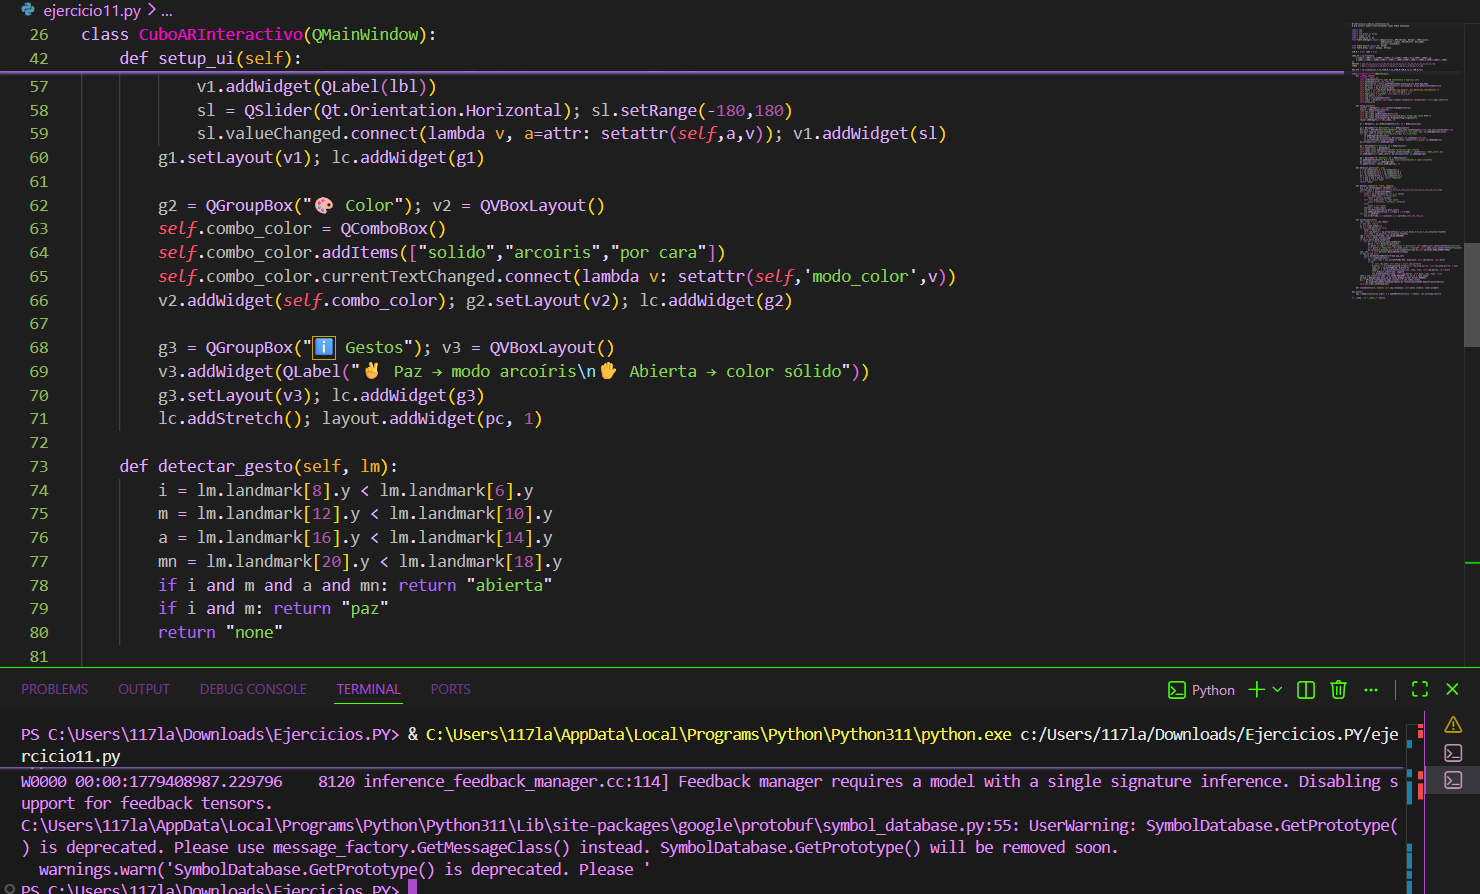 ejercicio11.py > ...
26 class CuboARInteractivo(QMainWindow):
42 def setup_ui(self):
57 v1.addWidget(QLabel(lbl))
58 sl = QSlider(Qt.Orientation.Horizontal); sl.setRange(-180,180)
59 sl.valueChanged.connect(lambda v, a=attr: setattr(self,a,v)); v1.addWidget(sl)
60 g1.setLayout(v1); lc.addWidget(g1)
61
62 g2 = QGroupBox("🎨 Color"); v2 = QVBoxLayout()
63 self.combo_color = QComboBox()
64 self.combo_color.addItems(["solido","arcoiris","por cara"])
65 self.combo_color.currentTextChanged.connect(lambda v: setattr(self,'modo_color',v))
66 v2.addWidget(self.combo_color); g2.setLayout(v2); lc.addWidget(g2)
67
68 g3 = QGroupBox("ℹ️ Gestos"); v3 = QVBoxLayout()
69 v3.addWidget(QLabel("✌️ Paz → modo arcoíris\n✋ Abierta → color sólido"))
70 g3.setLayout(v3); lc.addWidget(g3)
71 lc.addStretch(); layout.addWidget(pc, 1)
72
73 def detectar_gesto(self, lm):
74 i = lm.landmark[8].y < lm.landmark[6].y
75 m = lm.landmark[12].y < lm.landmark[10].y
76 a = lm.landmark[16].y < lm.landmark[14].y
77 mn = lm.landmark[20].y < lm.landmark[18].y
78 if i and m and a and mn: return "abierta"
79 if i and m: return "paz"
80 return "none"
81
PROBLEMS OUTPUT DEBUG CONSOLE TERMINAL PORTS Python
PS C:\Users\117la\Downloads\Ejercicios.PY> & C:\Users\117la\AppData\Local\Programs\Python\Python311\python.exe c:/Users/117la/Downloads/Ejercicios.PY/eje
rcicio11.py
W0000 00:00:1779408987.229796 8120 inference_feedback_manager.cc:114] Feedback manager requires a model with a single signature inference. Disabling s
upport for feedback tensors.
C:\Users\117la\AppData\Local\Programs\Python\Python311\Lib\site-packages\google\protobuf\symbol_database.py:55: UserWarning: SymbolDatabase.GetPrototype(
) is deprecated. Please use message_factory.GetMessageClass() instead. SymbolDatabase.GetPrototype() will be removed soon.
warnings.warn('SymbolDatabase.GetPrototype() is deprecated. Please '
PS C:\Users\117la\Downloads\Ejercicios.PY>